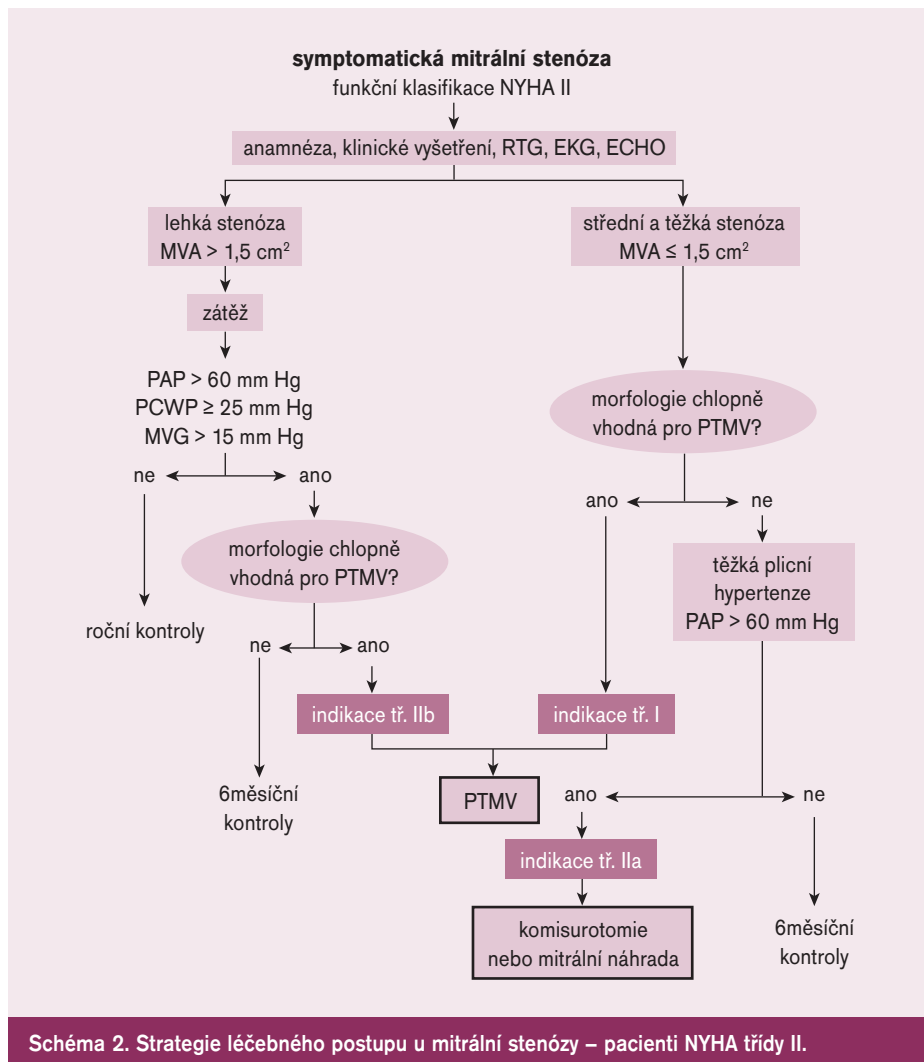 symptomatická mitrální stenóza
funkční klasifikace NYHA II
anamnéza, klinické vyšetření, RTG, EKG, ECHO
lehká stenóza
MVA > 1,5 cm²
zátěž
PAP > 60 mm Hg
PCWP ≥ 25 mm Hg
MVG > 15 mm Hg
ne
ano
roční kontroly
morfologie chlopně
vhodná pro PTMV?
ne
ano
6měsíční
kontroly
indikace tř. IIb
střední a těžká stenóza
MVA ≤ 1,5 cm²
morfologie chlopně
vhodná pro PTMV?
ano
ne
indikace tř. I
PTMV
těžká plicní
hypertenze
PAP > 60 mm Hg
ano
ne
indikace tř. IIa
komisurotomie
nebo mitrální náhrada
6měsíční
kontroly
Schéma 2. Strategie léčebného postupu u mitrální stenózy – pacienti NYHA třídy II.